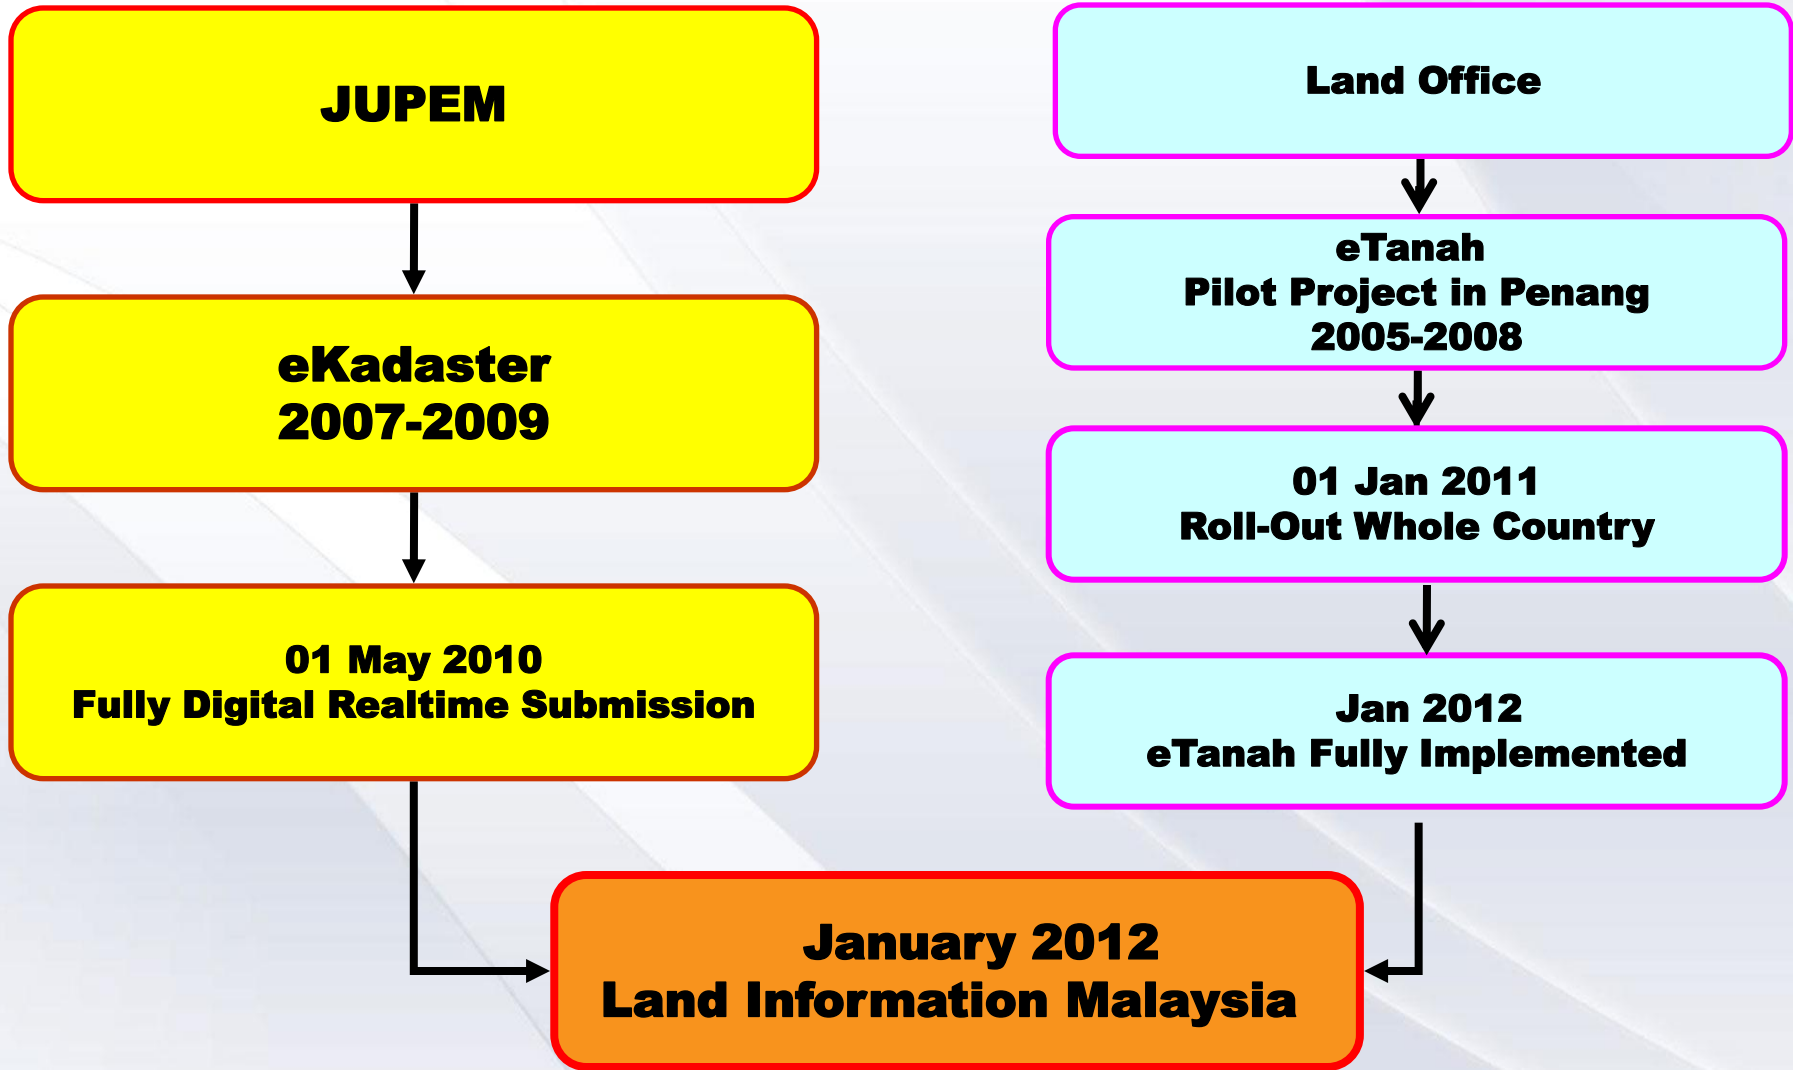 JUPEM
eKadaster
2007-2009
01 May 2010
Fully Digital Realtime Submission
Land Office
eTanah
Pilot Project in Penang
2005-2008
01 Jan 2011
Roll-Out Whole Country
Jan 2012
eTanah Fully Implemented
January 2012
Land Information Malaysia